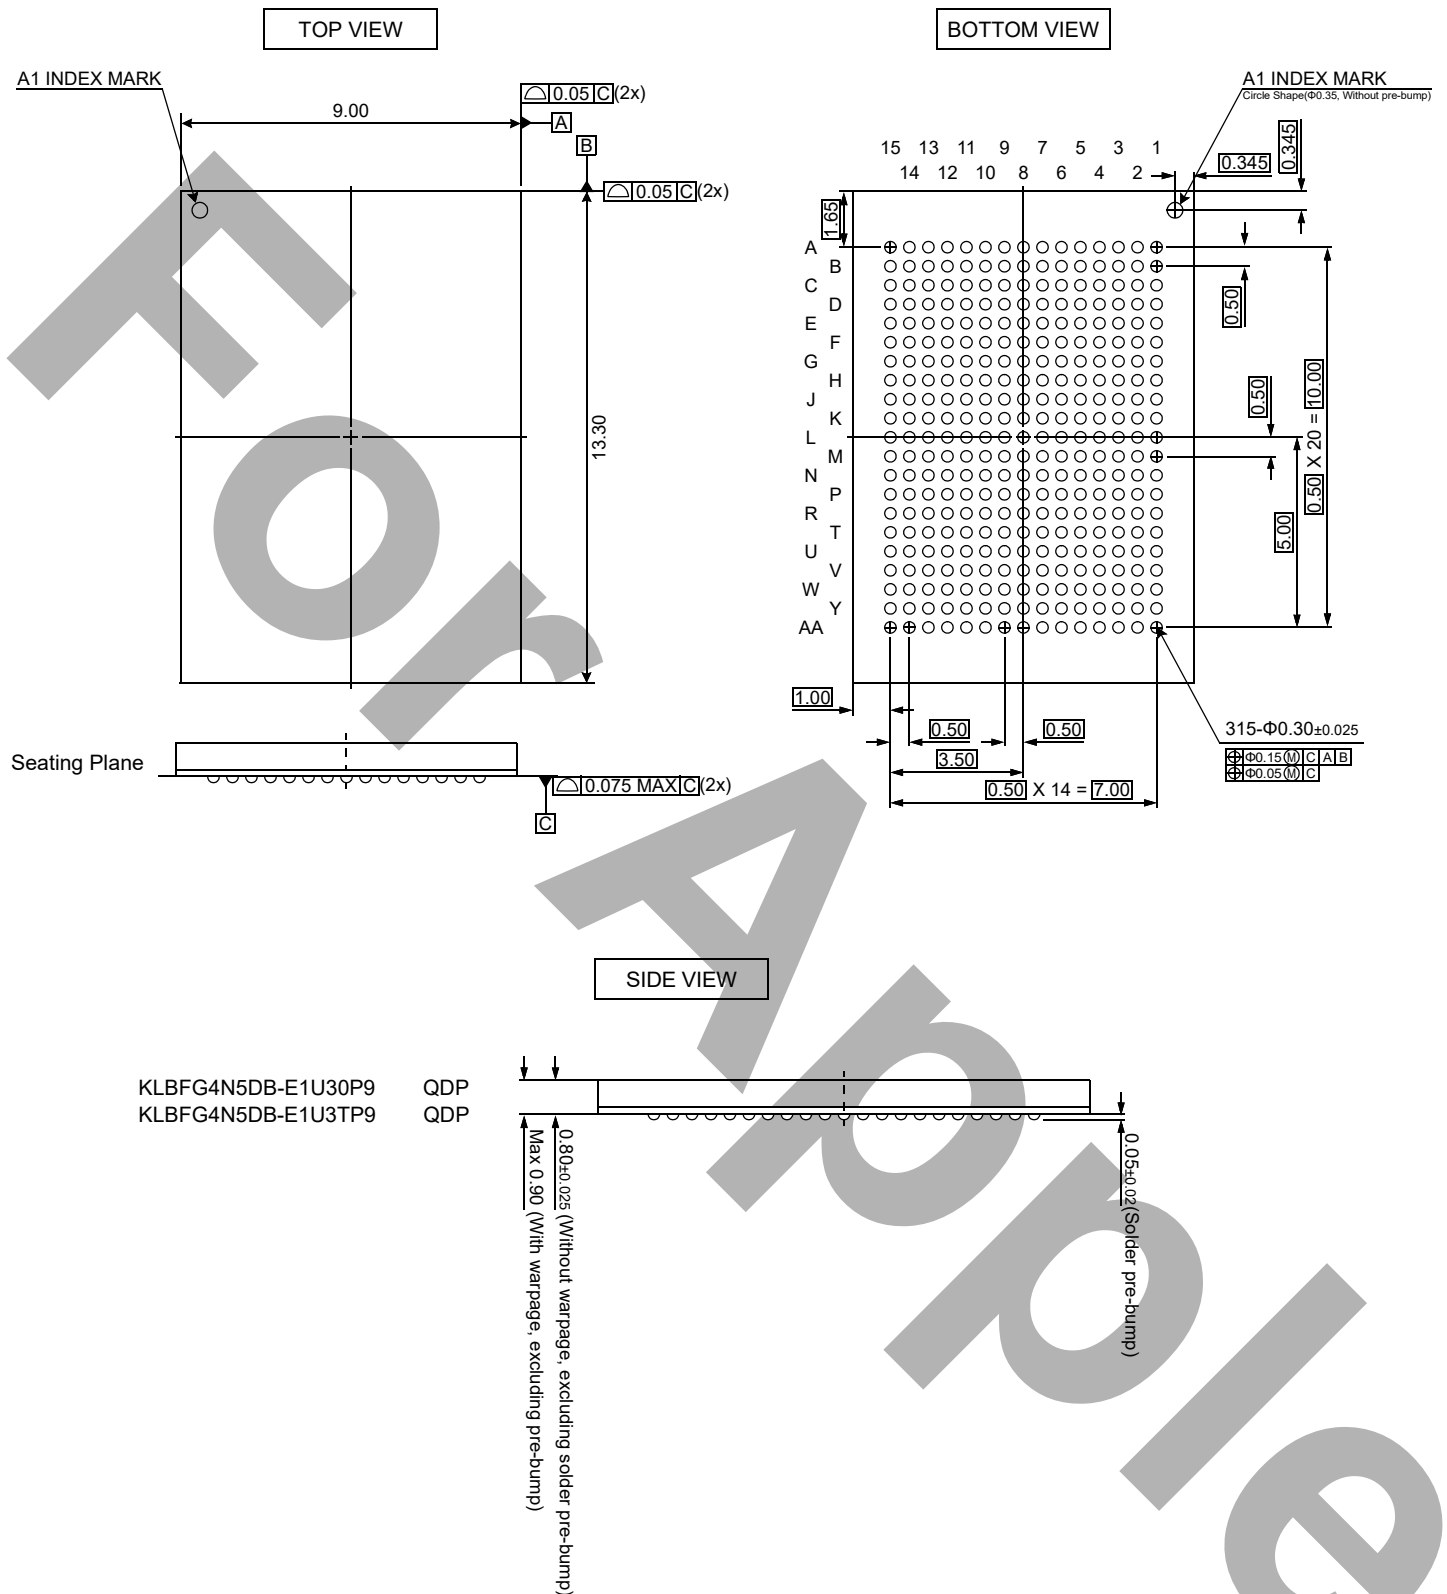 TOP VIEW
BOTTOM VIEW
A1 INDEX MARK
A1 INDEX MARK
Circle Shape(Φ0.35, Without pre-bump)
0.05 C (2x)
9.00
A
B
0.05 C (2x)
13.30
15 13 11 9 7 5 3 1
14 12 10 8 6 4 2
0.345
0.345
1.65
A
B
C
D
E
F
G
H
J
K
L
M
N
P
R
T
U
V
W
Y
AA
0.50
0.50
0.50 X 20 = 10.00
5.00
1.00
0.50
0.50
3.50
0.50 X 14 = 7.00
315-Φ0.30±0.025
Φ0.15 Ⓜ C A B
Φ0.05 Ⓜ C
Seating Plane
0.075 MAX C (2x)
C
SIDE VIEW
KLBFG4N5DB-E1U30P9 QDP
KLBFG4N5DB-E1U3TP9 QDP
0.80±0.025 (Without warpage, excluding solder pre-bump)
Max 0.90 (With warpage, excluding pre-bump)
0.05±0.02(Solder pre-bump)
For Apple